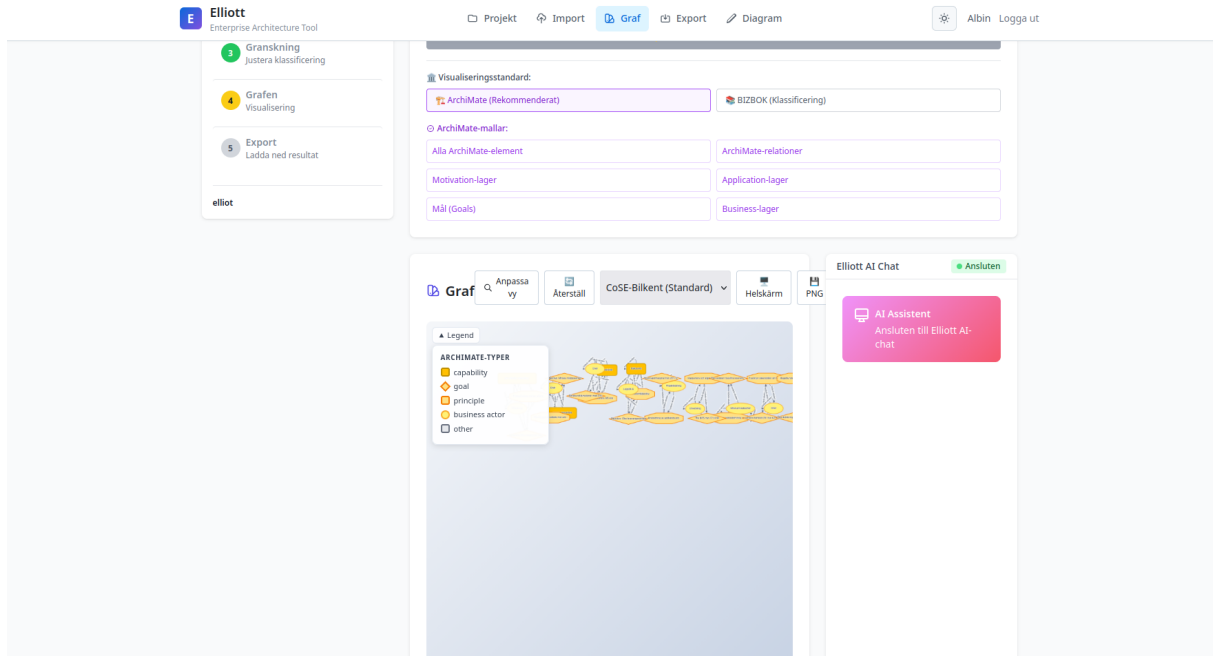 E
Elliott
Enterprise Architecture Tool
Projekt
Import
Graf
Export
Diagram
Albin
Logga ut
3
Granskning
Justera klassificering
4
Grafen
Visualisering
5
Export
Ladda ned resultat
elliot
🏛️ Visualiseringsstandard:
🏗️ ArchiMate (Rekommenderat)
📚 BIZBOK (Klassificering)
ArchiMate-mallar:
Alla ArchiMate-element
ArchiMate-relationer
Motivation-lager
Application-lager
Mål (Goals)
Business-lager
Graf
Anpassa
vy
Återställ
CoSE-Bilkent (Standard)
Helskärm
PNG
▲ Legend
ARCHIMATE-TYPER
capability
goal
principle
business actor
other
Elliott AI Chat
Ansluten
AI Assistent
Ansluten till Elliott AI-
chat